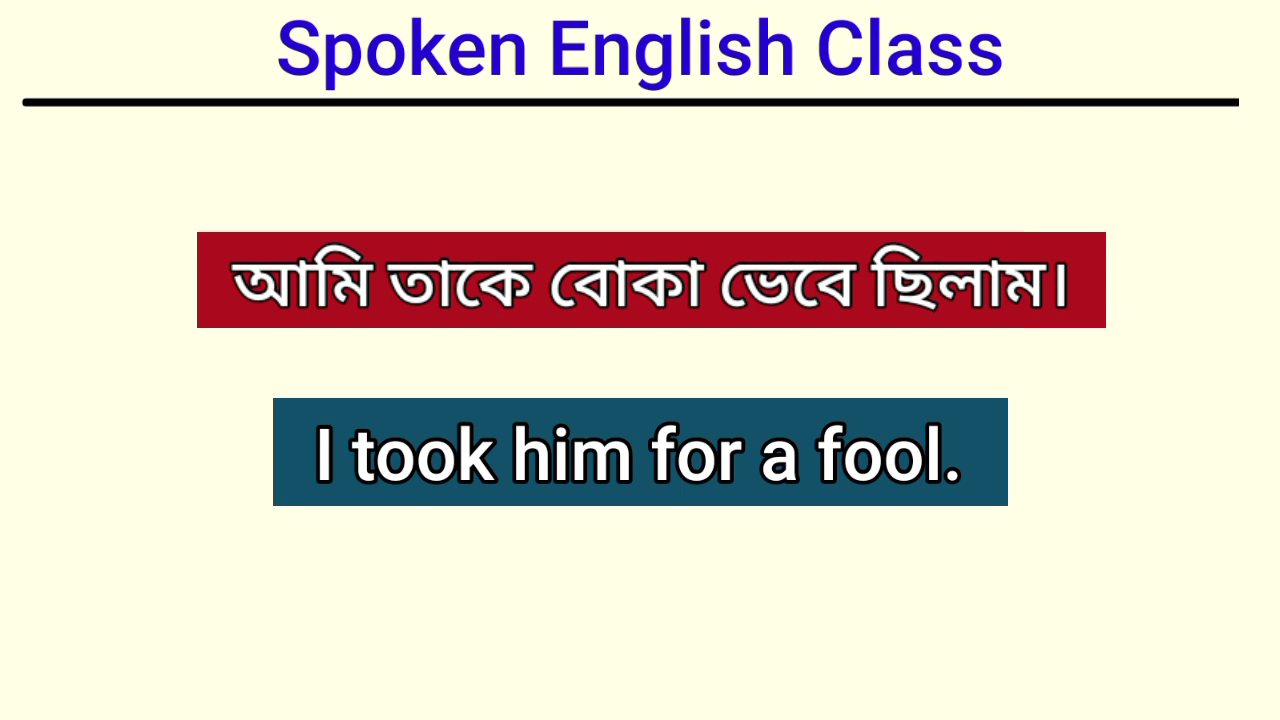 Spoken English Class
আমি তাকে বোকা ভেবে ছিলাম।
I took him for a fool.